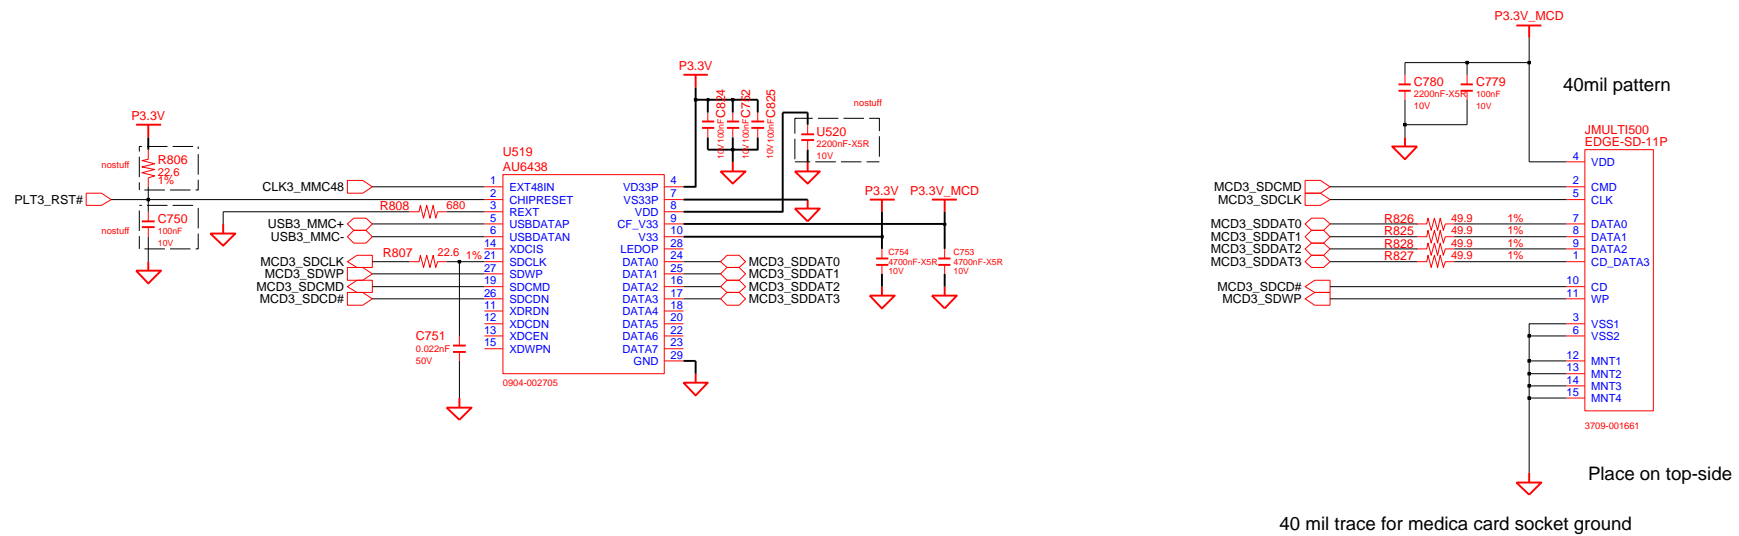 P3.3V_MCD
C780
2200nF-X5R
10V
C779
100nF
10V
40mil pattern
P3.3V
C824
10V 100nF
C752
10V 100nF
C825
10V 100nF
nostuff
U520
2200nF-X5R
10V
P3.3V
nostuff
R806
22.6
1%
PLT3_RST#
nostuff
C750
100nF
10V
U519
AU6438
CLK3_MMC48 1 EXT48IN
2 CHIPRESET
R808 680 3 REXT
USB3_MMC+ 5 USBDATAP
USB3_MMC- 6 USBDATAN
14 XDCIS
MCD3_SDCLK R807 22.6 1% 21 SDCLK
MCD3_SDWP 27 SDWP
MCD3_SDCMD 19 SDCMD
MCD3_SDCD# 26 SDCDN
11 XDRDN
12 XDCDN
13 XDCEN
15 XDWPN
C751
0.022nF
50V
VD33P 4
VS33P 7
VDD 8
CF_V33 9
V33 10
LEDOP 28
DATA0 24 MCD3_SDDAT0
DATA1 25 MCD3_SDDAT1
DATA2 16 MCD3_SDDAT2
DATA3 17 MCD3_SDDAT3
DATA4 18
DATA5 20
DATA6 22
DATA7 23
GND 29
0904-002705
P3.3V P3.3V_MCD
C754
4700nF-X5R
10V
C753
4700nF-X5R
10V
JMULTI500
EDGE-SD-11P
4 VDD
MCD3_SDCMD 2 CMD
MCD3_SDCLK 5 CLK
MCD3_SDDAT0 R826 49.9 1% 7 DATA0
MCD3_SDDAT1 R825 49.9 1% 8 DATA1
MCD3_SDDAT2 R828 49.9 1% 9 DATA2
MCD3_SDDAT3 R827 49.9 1% 1 CD_DATA3
MCD3_SDCD# 10 CD
MCD3_SDWP 11 WP
3 VSS1
6 VSS2
12 MNT1
13 MNT2
14 MNT3
15 MNT4
3709-001661
Place on top-side
40 mil trace for medica card socket ground